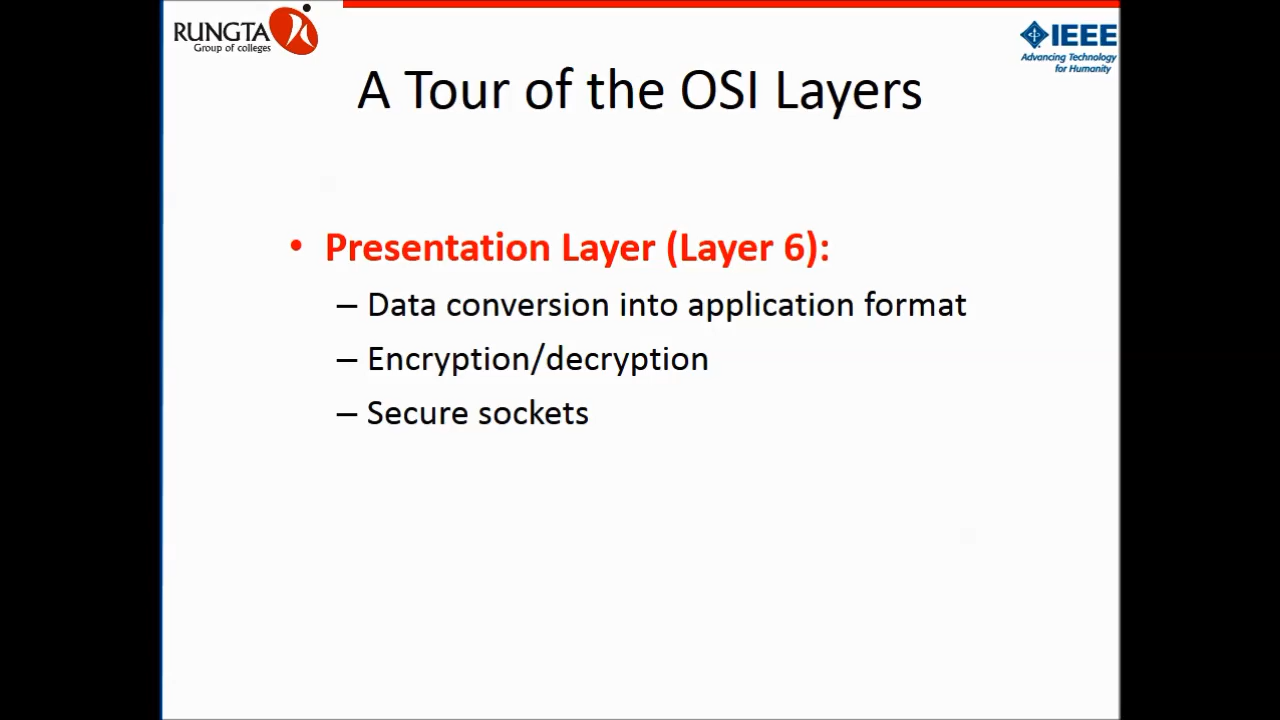 RUNGTA
Group of colleges
IEEE
Advancing Technology
for Humanity
A Tour of the OSI Layers
• Presentation Layer (Layer 6):
– Data conversion into application format
– Encryption/decryption
– Secure sockets